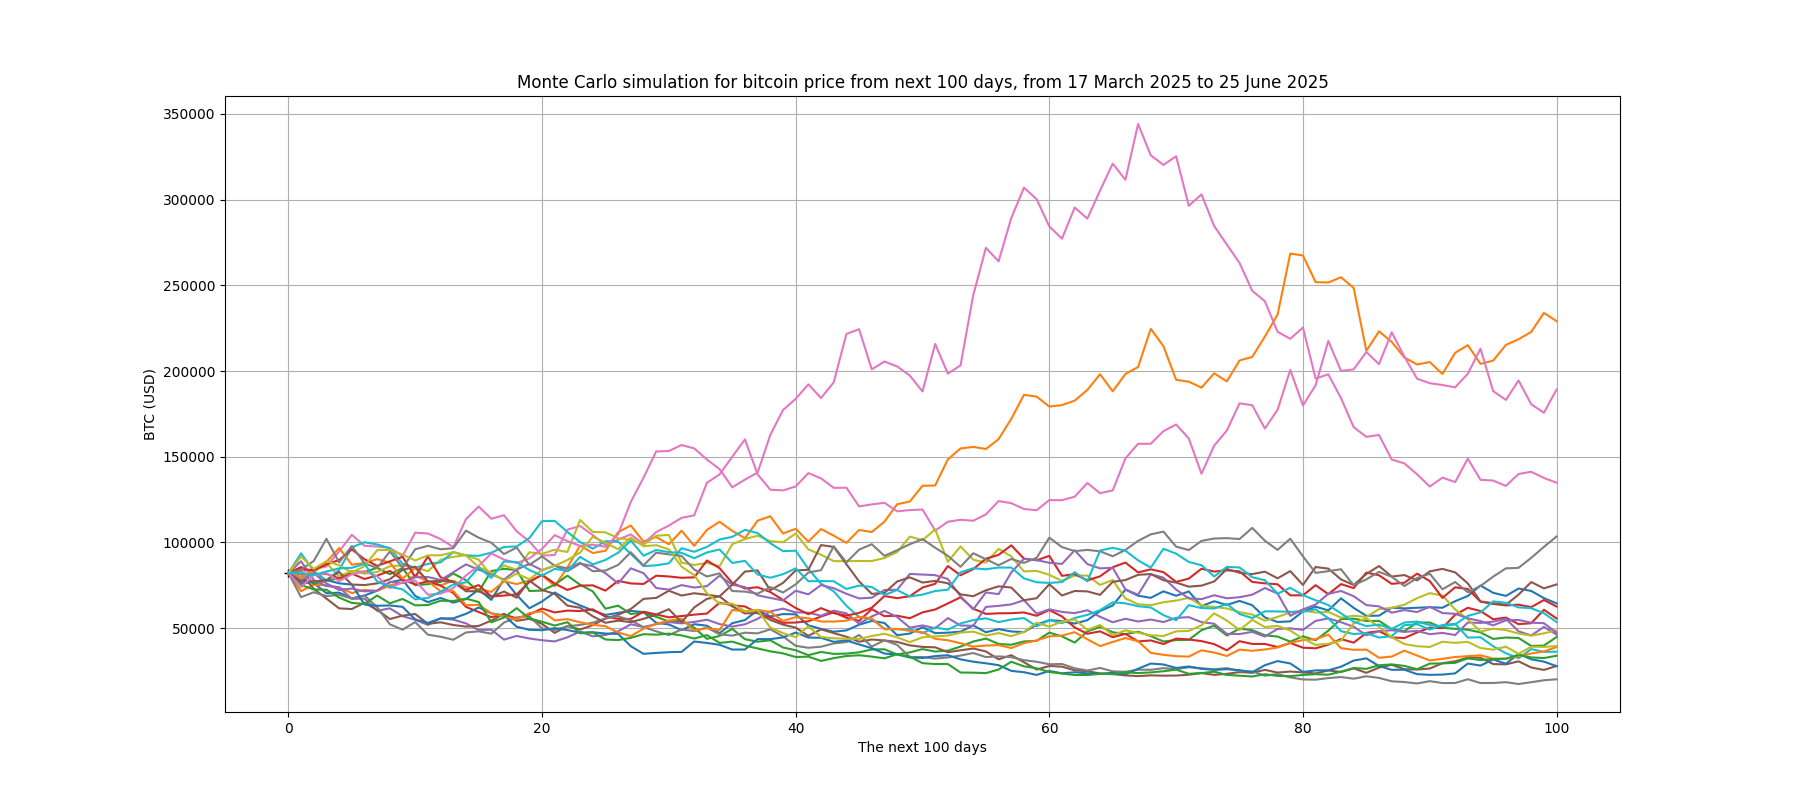 Monte Carlo simulation for bitcoin price from next 100 days, from 17 March 2025 to 25 June 2025
350000
300000
250000
200000
150000
100000
50000
BTC (USD)
0 20 40 60 80 100
The next 100 days